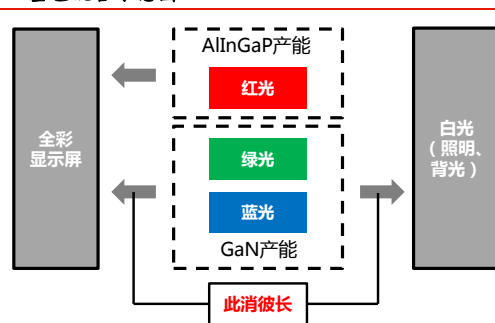 AlInGaP产能
红光
全彩
显示屏
绿光
蓝光
GaN产能
白光
（照明、
背光）
此消彼长